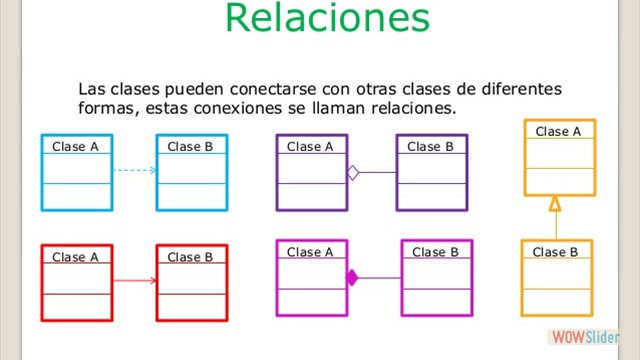 Relaciones
Las clases pueden conectarse con otras clases de diferentes
formas, estas conexiones se llaman relaciones.
Clase A
Clase B
Clase A
Clase B
Clase A
Clase A
Clase B
Clase A
Clase B
Clase B
WOWSlider